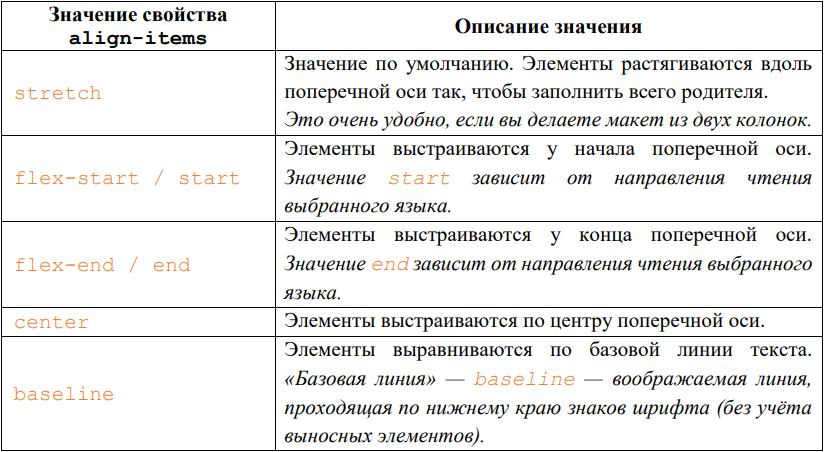 Значение свойства
align-items
Описание значения
stretch
Значение по умолчанию. Элементы растягиваются вдоль
поперечной оси так, чтобы заполнить всего родителя.
Это очень удобно, если вы делаете макет из двух колонок.
flex-start / start
Элементы выстраиваются у начала поперечной оси.
Значение start зависит от направления чтения
выбранного языка.
flex-end / end
Элементы выстраиваются у конца поперечной оси.
Значение end зависит от направления чтения выбранного
языка.
center
Элементы выстраиваются по центру поперечной оси.
baseline
Элементы выравниваются по базовой линии текста.
«Базовая линия» — baseline — воображаемая линия,
проходящая по нижнему краю знаков шрифта (без учёта
выносных элементов).